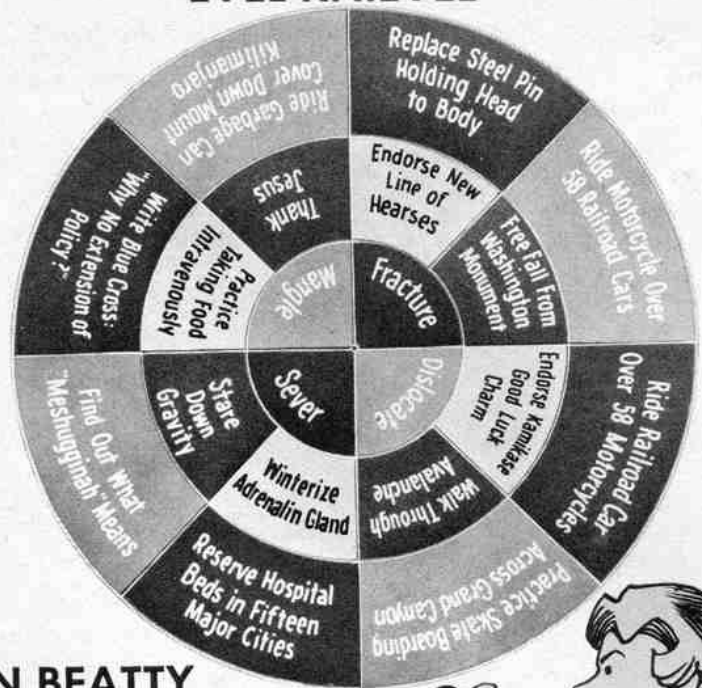 Replace Steel Pin
Holding Head
to Body
Ride Motorcycle Over
58 Railroad Cars
Ride Railroad Car
Over 58 Motorcycles
Practice Skate Boarding
Across Grand Canyon
Reserve Hospital
Beds in Fifteen
Major Cities
Find Out What
"Meshugginah" Means
Write Blue Cross:
"Why No Extension of
Policy?"
Ride Garbage Can
Cover Down Mount
Kilimanjaro
Endorse New
Line of
Hearses
Free Fall From
Washington
Monument
Endorse Kamikase
Good Luck
Charm
Walk Through
Avalanche
Winterize
Adrenalin Gland
Stare
Down
Gravity
Practice
Taking Food
Intravenously
Thank
Jesus
Fracture
Dislocate
Sever
Mangle
N BEATTY